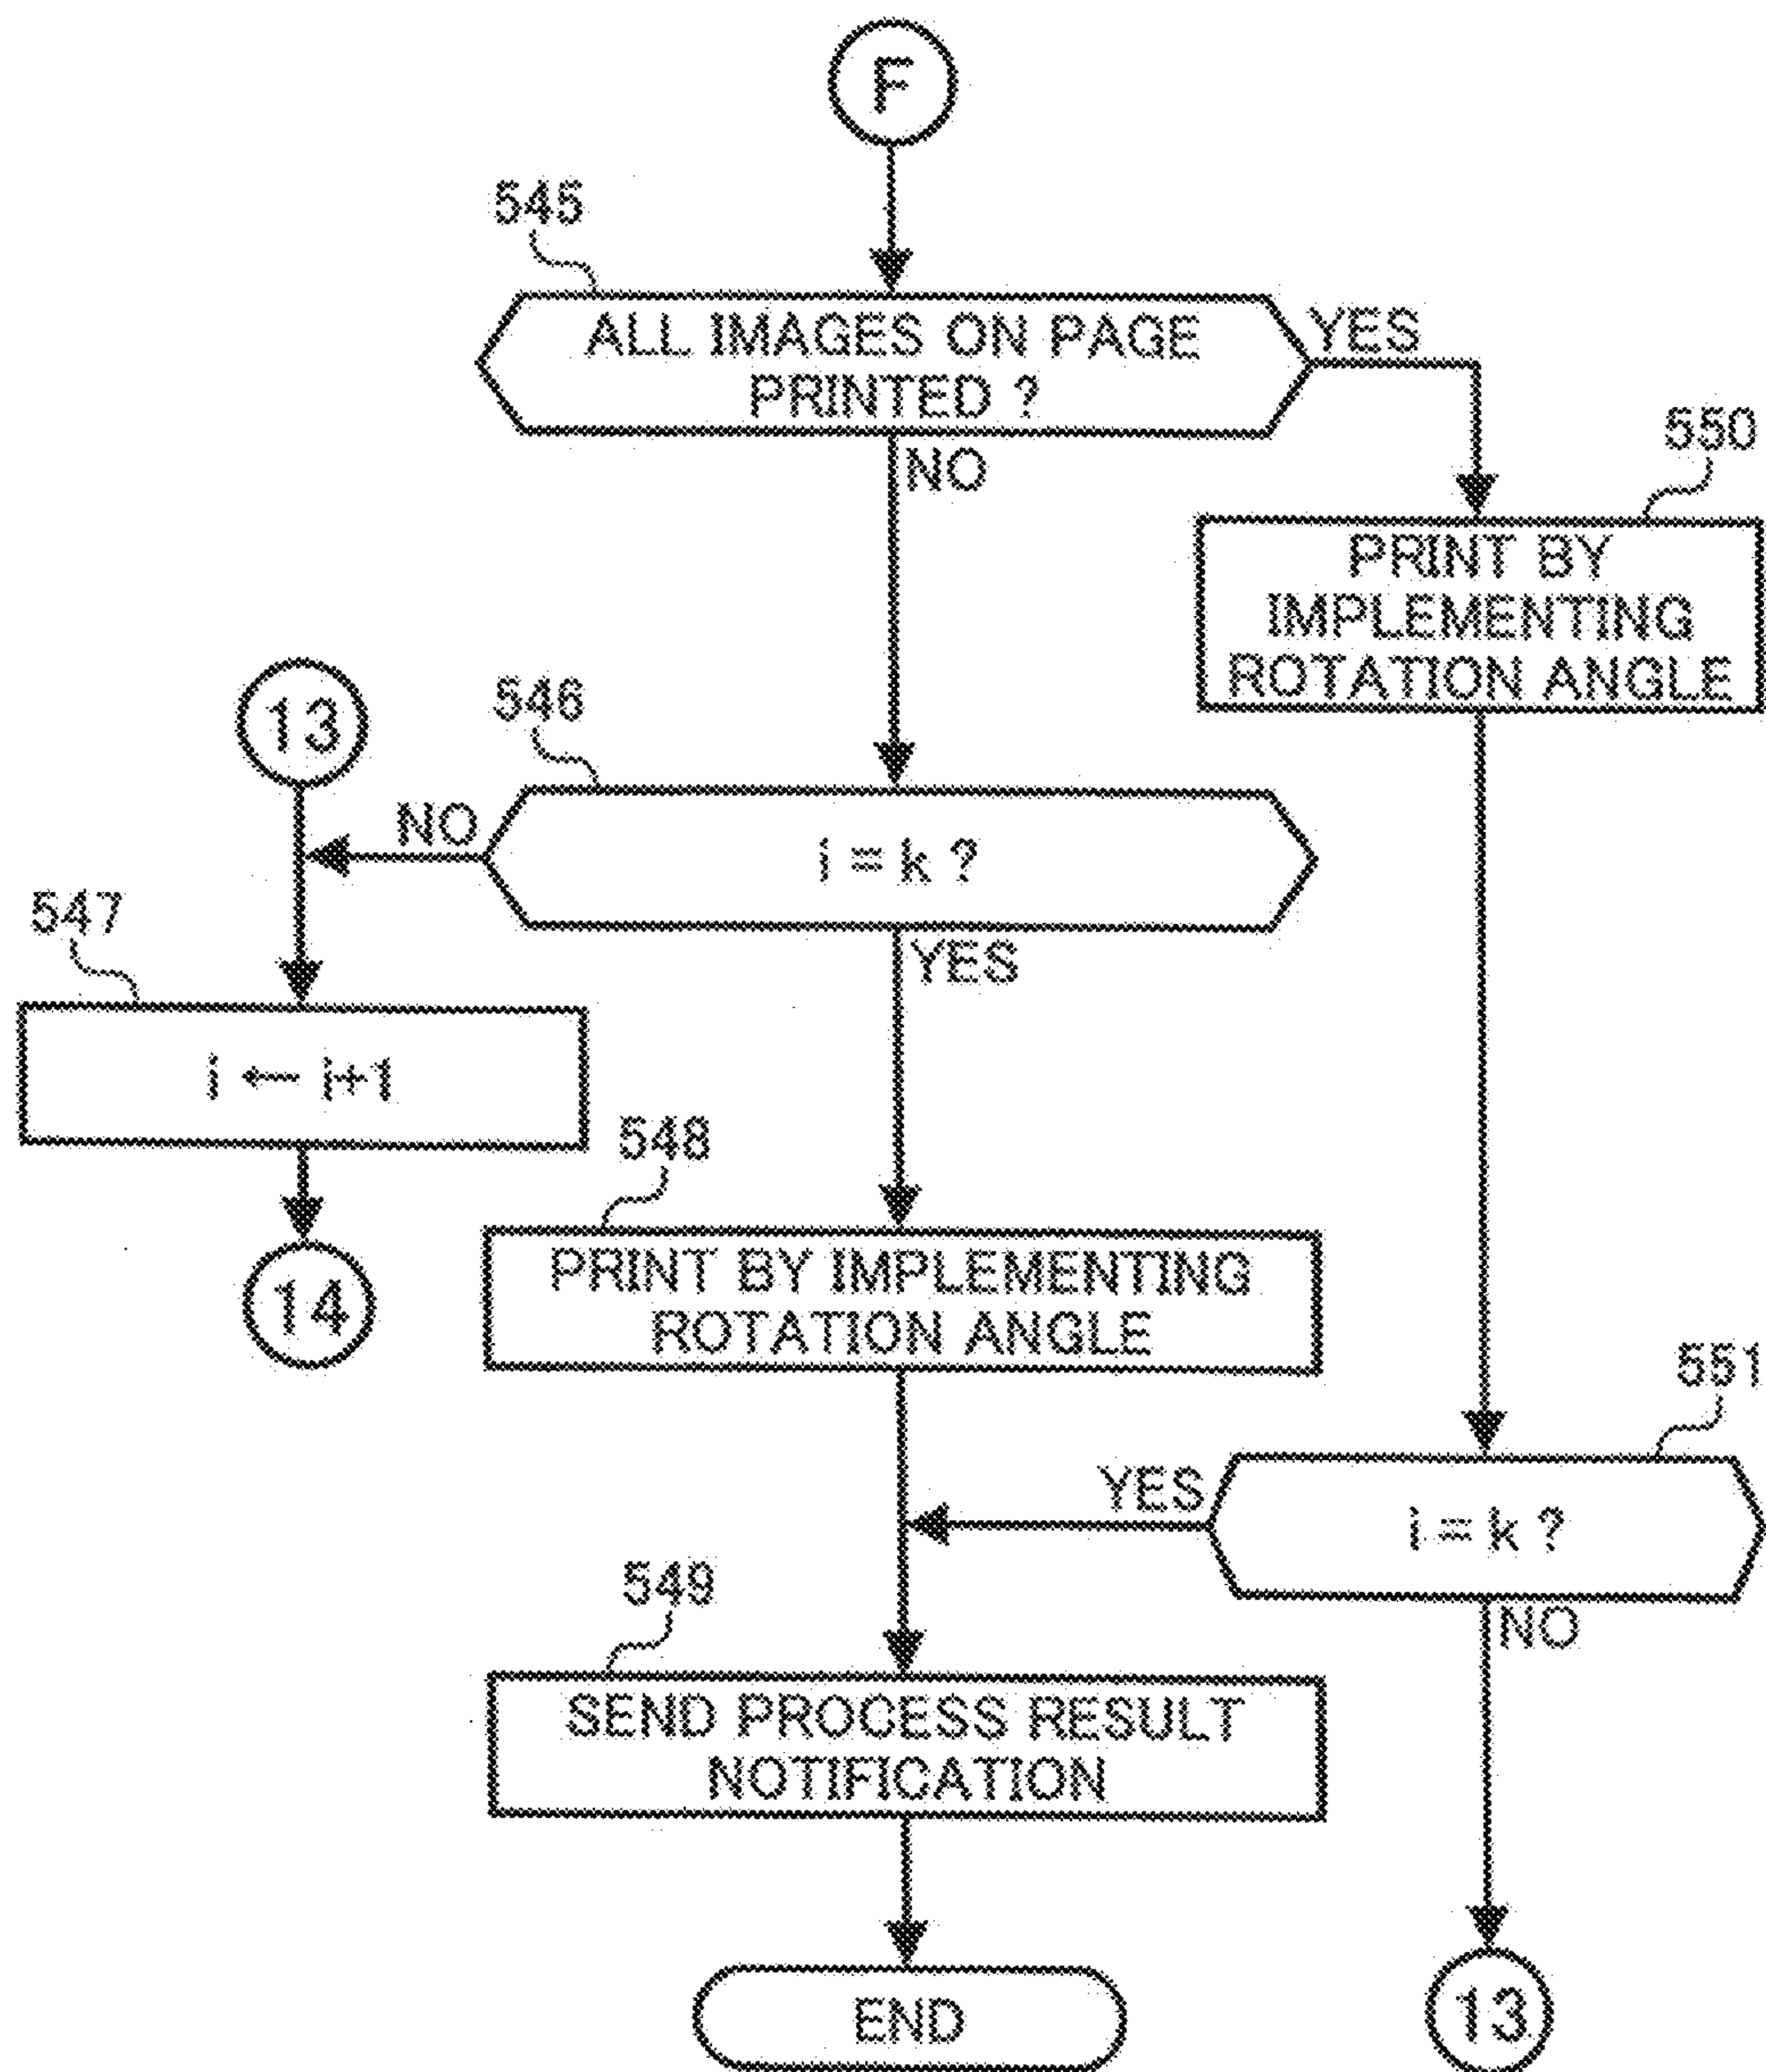 F
545
ALL IMAGES ON PAGE
PRINTED ?
YES
NO
550
PRINT BY
IMPLEMENTING
ROTATION ANGLE
13
546
NO
i = k ?
YES
547
i ← i+1
14
548
PRINT BY IMPLEMENTING
ROTATION ANGLE
551
YES
i = k ?
NO
549
SEND PROCESS RESULT
NOTIFICATION
END
13